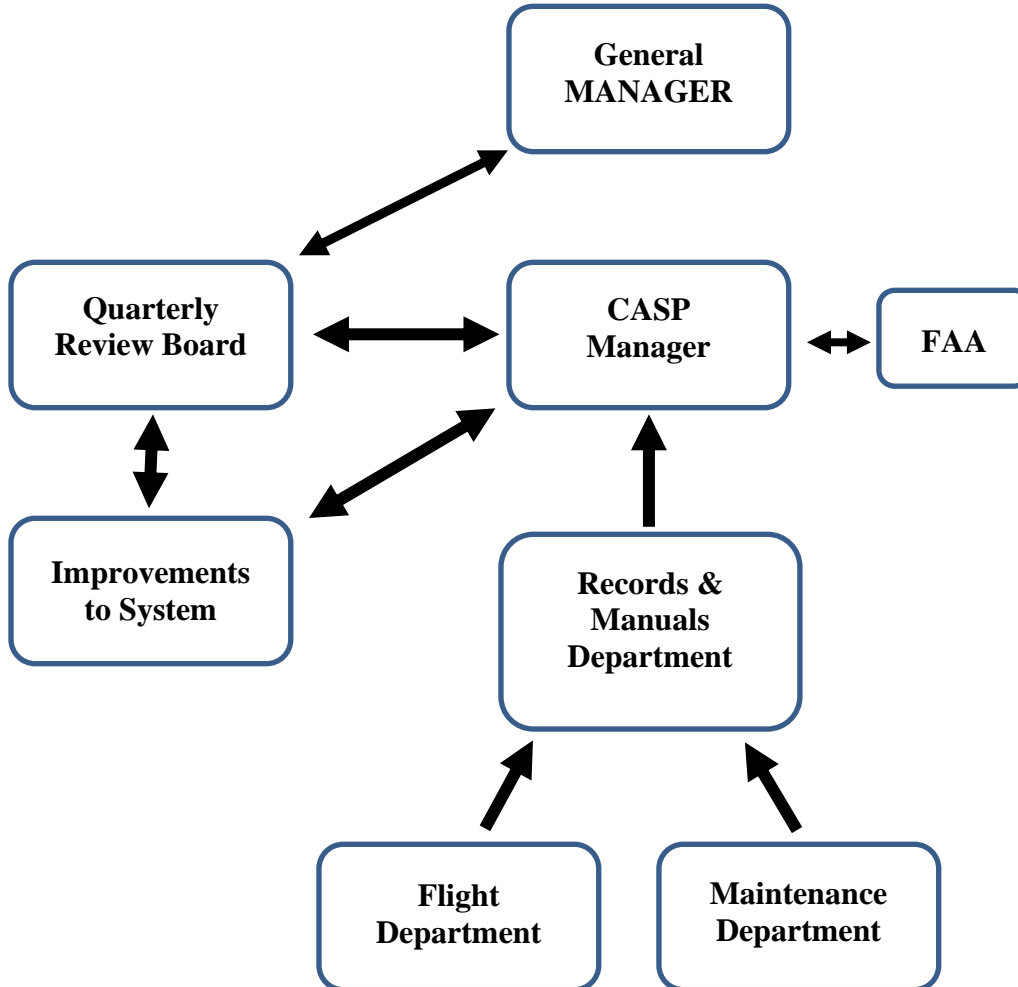 General
MANAGER
Quarterly
Review Board
CASP
Manager
FAA
Improvements
to System
Records &
Manuals
Department
Flight
Department
Maintenance
Department